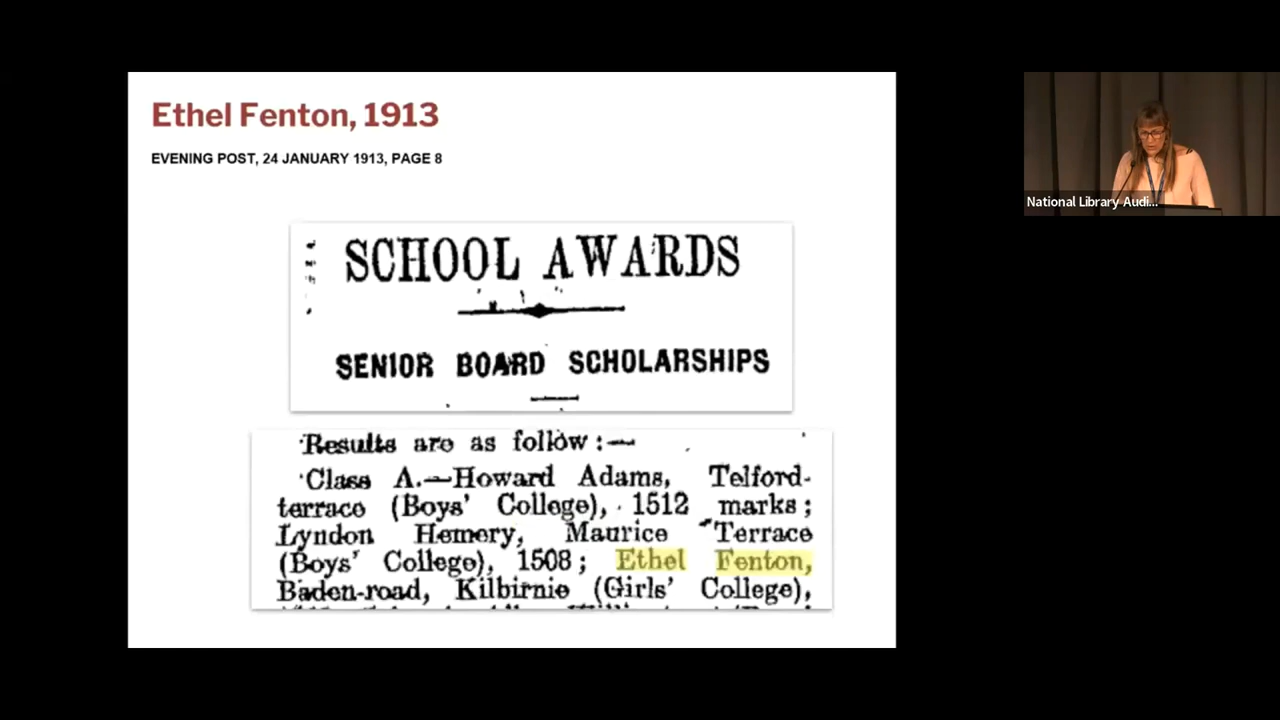 Ethel Fenton, 1913
EVENING POST, 24 JANUARY 1913, PAGE 8
SCHOOL AWARDS
SENIOR BOARD SCHOLARSHIPS
Results are as follow:—
Class A.—Howard Adams, Telford-
terrace (Boys' College), 1512 marks;
Lyndon Hemery, Maurice Terrace
(Boys' College), 1508; Ethel Fenton,
Baden-road, Kilbirnie (Girls' College),
National Library Audi...